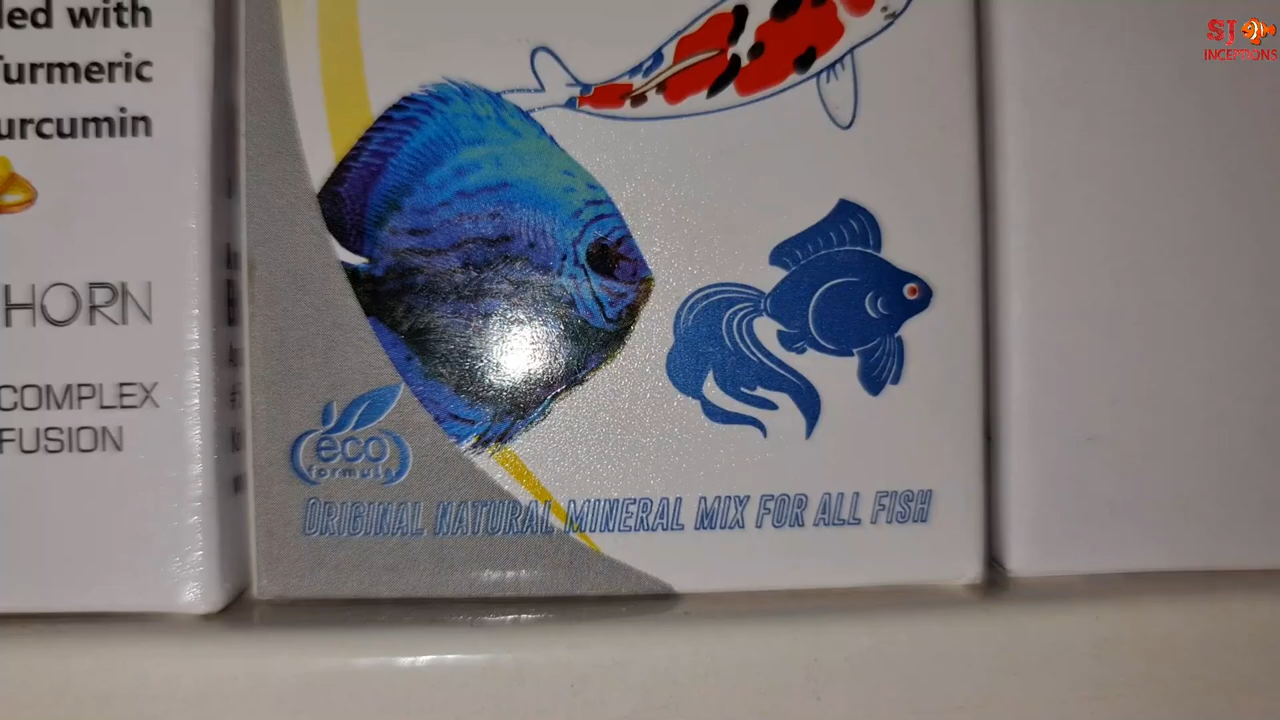 led with
Turmeric
urcumin
HORN
COMPLEX
FUSION
eco
formula
ORIGINAL NATURAL MINERAL MIX FOR ALL FISH
SJ
INCEPTIONS